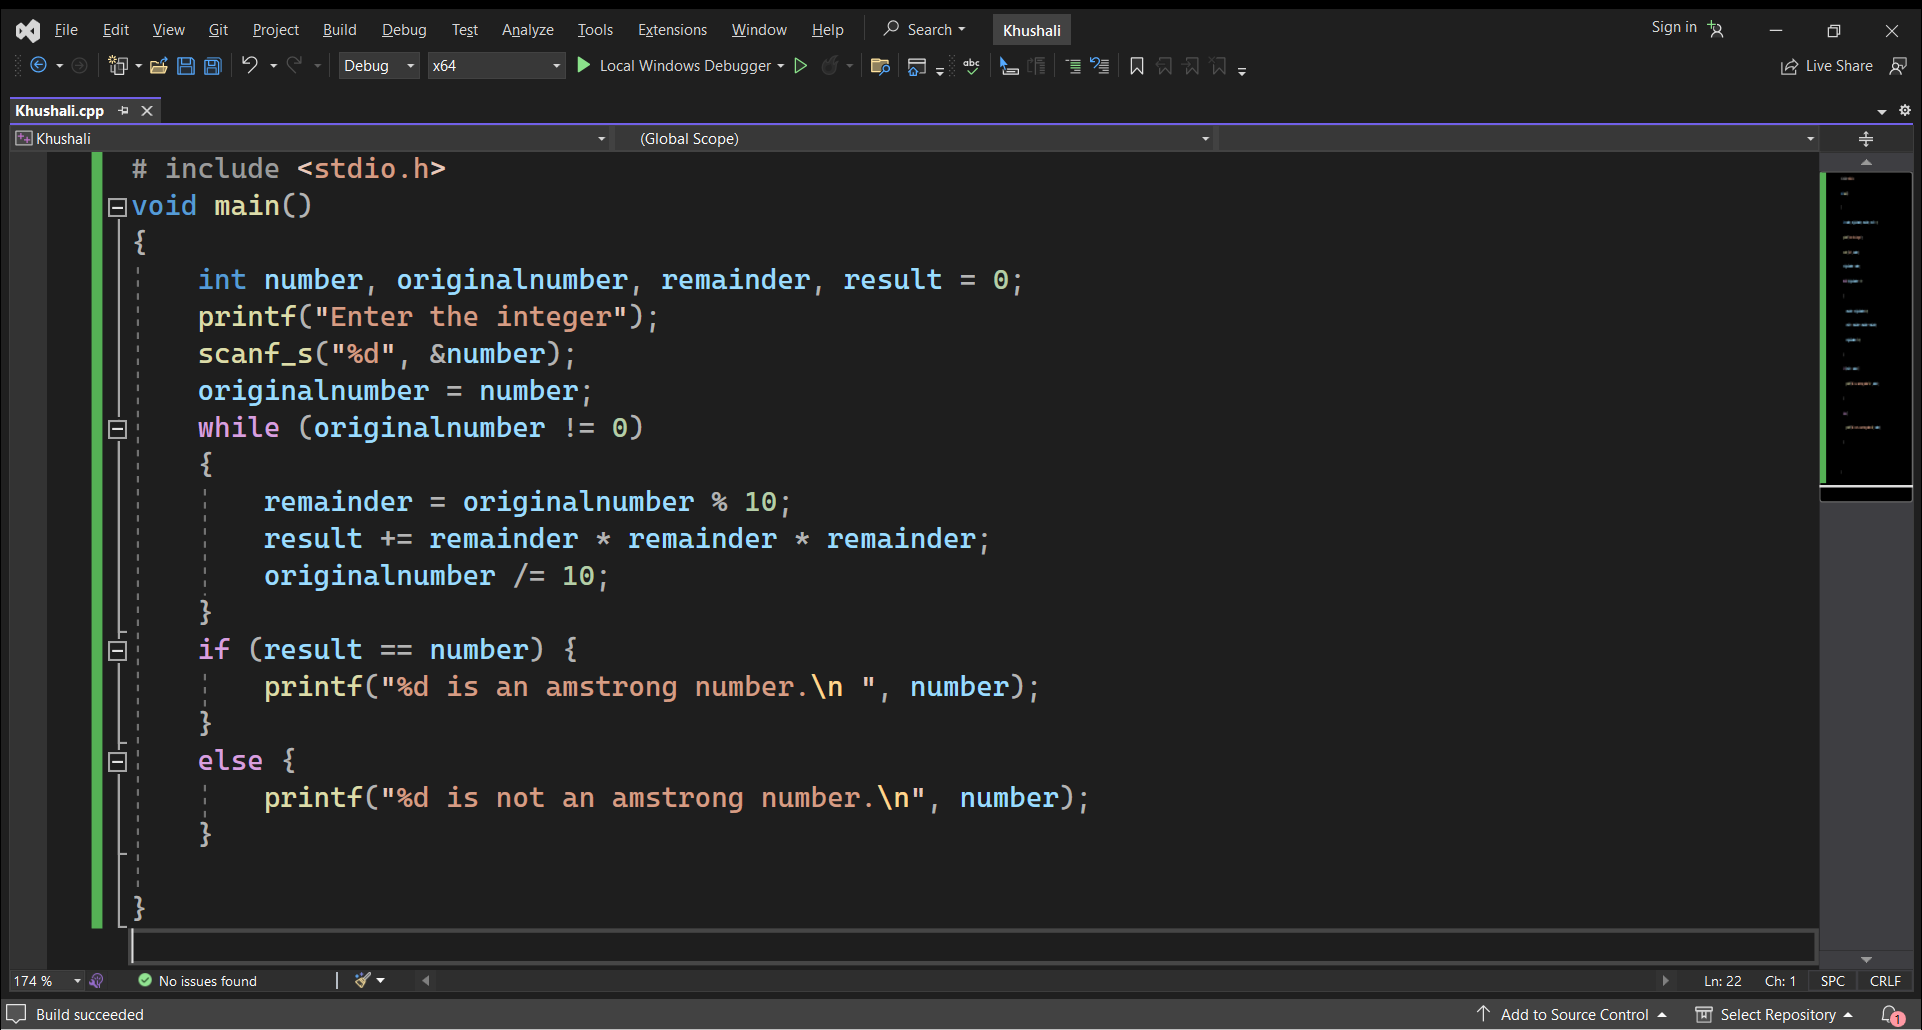 File Edit View Git Project Build Debug Test Analyze Tools Extensions Window Help Search Khushali Sign in
Debug x64 Local Windows Debugger abc Live Share
Khushali.cpp
Khushali (Global Scope)
# include <stdio.h>
void main()
{
    int number, originalnumber, remainder, result = 0;
    printf("Enter the integer");
    scanf_s("%d", &number);
    originalnumber = number;
    while (originalnumber != 0)
    {
        remainder = originalnumber % 10;
        result += remainder * remainder * remainder;
        originalnumber /= 10;
    }
    if (result == number) {
        printf("%d is an amstrong number.\n ", number);
    }
    else {
        printf("%d is not an amstrong number.\n", number);
    }
}
174 % No issues found Ln: 22 Ch: 1 SPC CRLF
Build succeeded Add to Source Control Select Repository 1